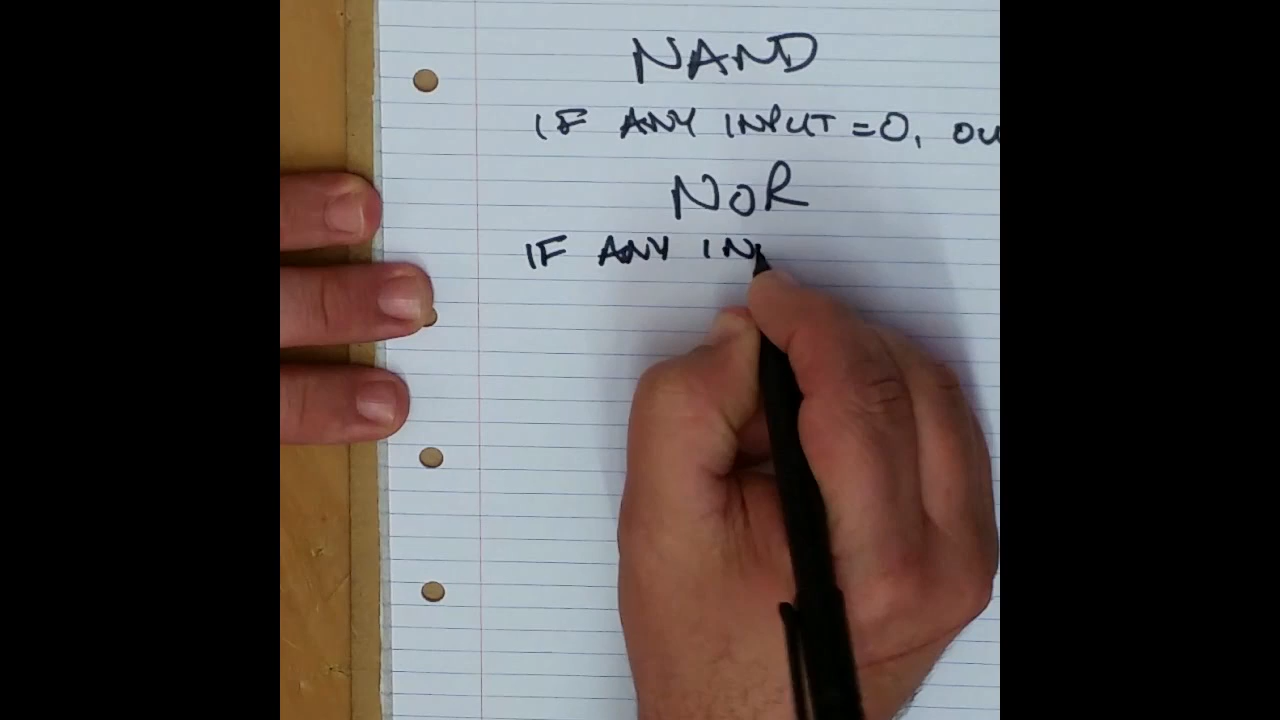 NAND
IF ANY INPUT = 0, OU
NOR
IF ANY IN